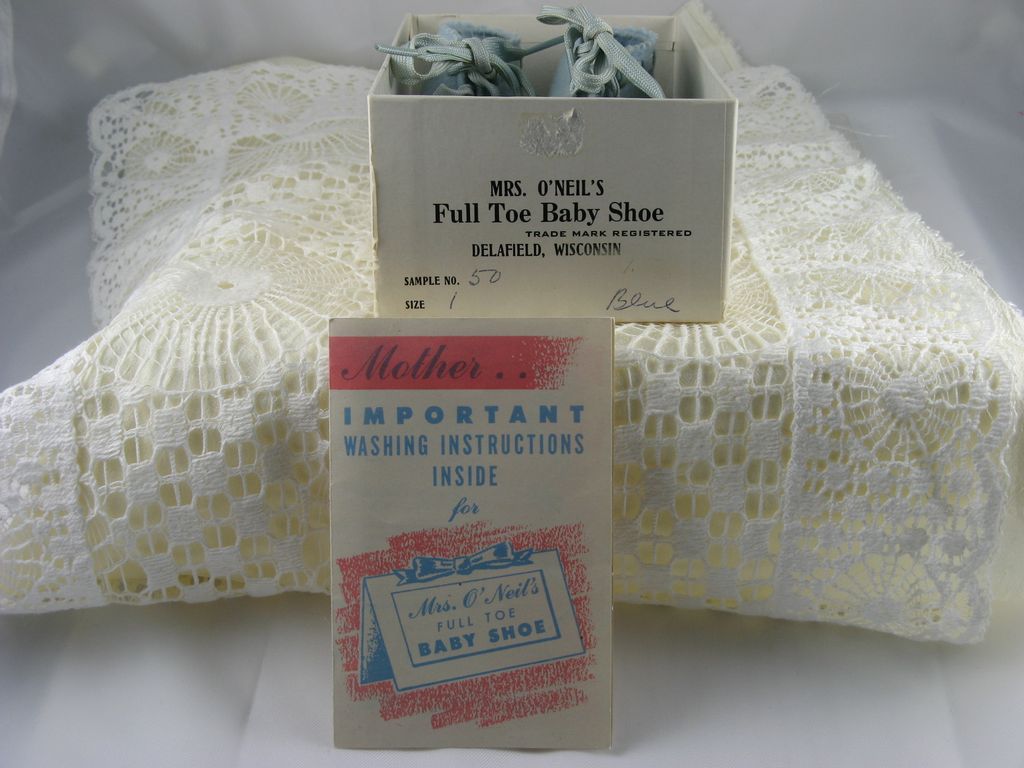 MRS. O'NEIL'S
Full Toe Baby Shoe
TRADE MARK REGISTERED
DELAFIELD, WISCONSIN
SAMPLE NO. 50
SIZE 1 Blue
Mother . .
IMPORTANT
WASHING INSTRUCTIONS
INSIDE
for
Mrs. O'Neil's
FULL TOE
BABY SHOE